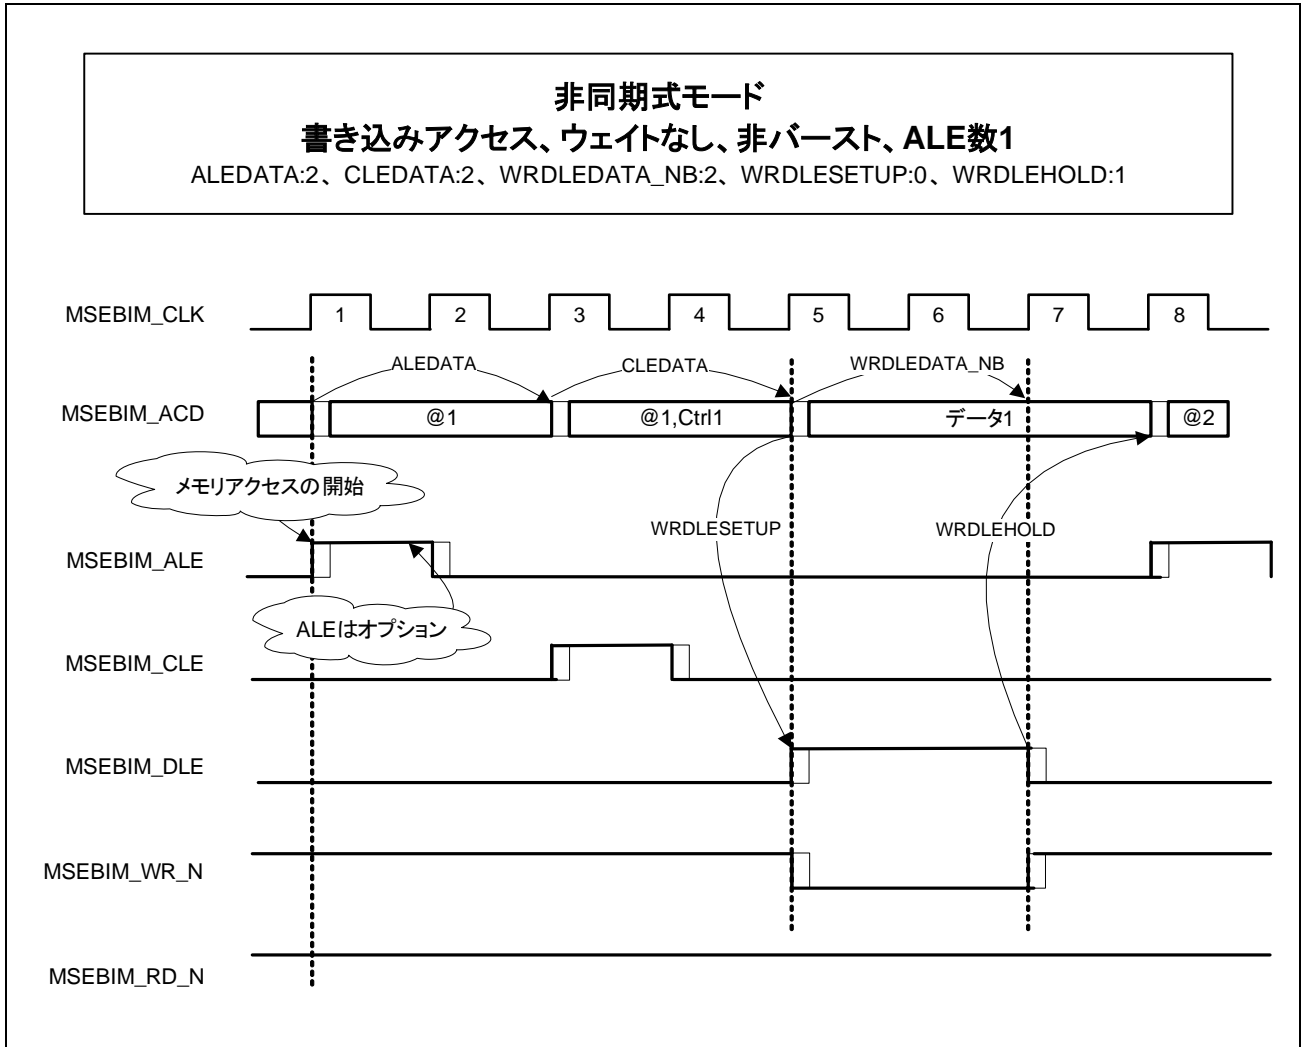 非同期式モード
書き込みアクセス、ウェイトなし、非バースト、ALE数1
ALEDATA:2、CLEDATA:2、WRDLEDATA_NB:2、WRDLESETUP:0、WRDLEHOLD:1
MSEBIM_CLK
1 2 3 4 5 6 7 8
ALEDATA CLEDATA WRDLEDATA_NB
MSEBIM_ACD
@1 @1,Ctrl1 データ1 @2
メモリアクセスの開始
WRDLESETUP WRDLEHOLD
MSEBIM_ALE
ALEはオプション
MSEBIM_CLE
MSEBIM_DLE
MSEBIM_WR_N
MSEBIM_RD_N